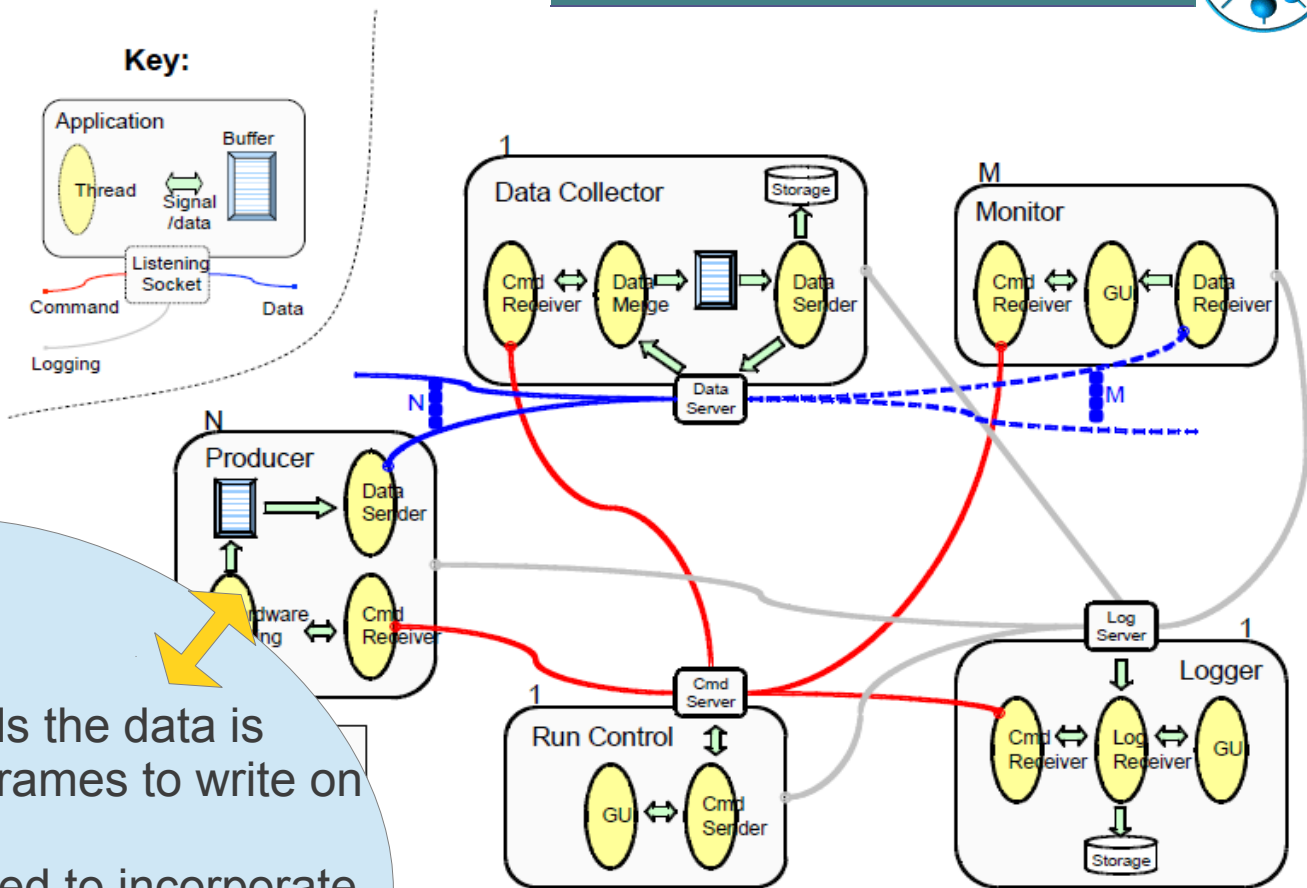 Key:
Application
Buffer
Thread
Signal
/data
Listening
Socket
Command
Data
Logging
1
Data Collector
Storage
Cmd
Receiver
Data
Merge
Data
Sender
Data
Server
M
Monitor
Cmd
Receiver
GU
Data
Receiver
N
M
N
Producer
Data
Sender
rdware
ng
Cmd
Receiver
ls the data is
rames to write on
ed to incorporate
1
Cmd
Server
Run Control
GU
Cmd
Sender
Log
Server
1
Logger
Cmd
Receiver
Log
Receiver
GU
Storage